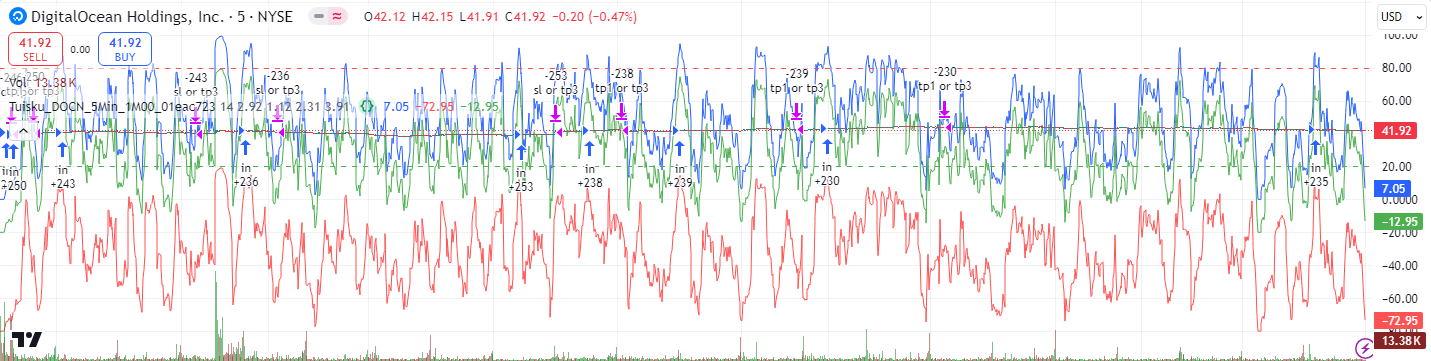 DigitalOcean Holdings, Inc. · 5 · NYSE O42.12 H42.15 L41.91 C41.92 −0.20 (−0.47%)
USD
41.92 SELL
0.00
41.92 BUY
Vol 13.38K
Tuisku_DOCN_5Min_1M00_01eac723 14 2.92 1.12 2.31 3.91 7.05 −72.95 −12.95
-250
-243
sl or tp3
-236
sl or tp3
-253
sl or tp3
-238
tp1 or tp3
-239
tp1 or tp3
-230
tp1 or tp3
in
+250
in
+243
in
+236
in
+253
in
+238
in
+239
in
+230
in
+235
100.00
80.00
60.00
41.92
20.00
7.05
0.0000
−12.95
−20.00
−40.00
−60.00
−72.95
13.38K